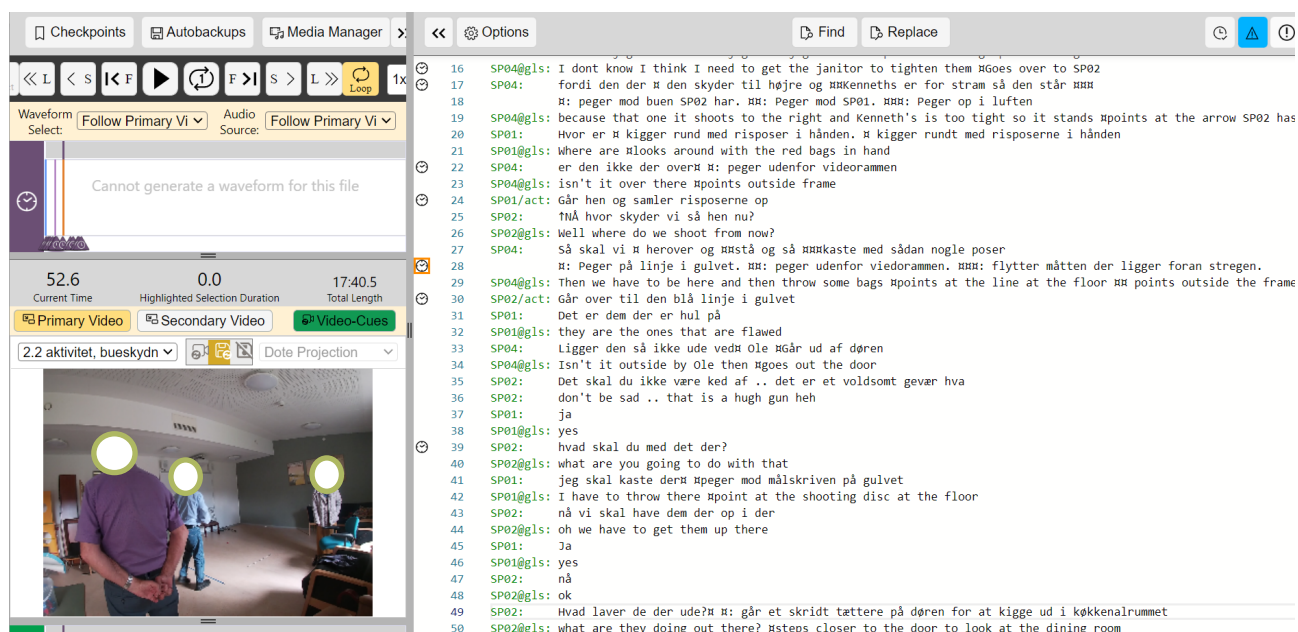 Checkpoints Autobackups Media Manager
Options Find Replace
L S F 1 F S L Loop 1x
Waveform Select: Follow Primary Vi Audio Source: Follow Primary Vi
Cannot generate a waveform for this file
52.6 0.0 17:40.5
Current Time Highlighted Selection Duration Total Length
Primary Video Secondary Video Video-Cues
2.2 aktivitet, bueskydn Dote Projection
16 SP04@gls: I dont know I think I need to get the janitor to tighten them ¤Goes over to SP02
17 SP04: fordi den der ¤ den skyder til højre og ¤¤Kenneths er for stram så den står ¤¤¤
18 ¤: peger mod buen SP02 har. ¤¤: Peger mod SP01. ¤¤¤: Peger op i luften
19 SP04@gls: because that one it shoots to the right and Kenneth's is too tight so it stands ¤points at the arrow SP02 has
20 SP01: Hvor er ¤ kigger rund med risposer i hånden. ¤ kigger rundt med risposerne i hånden
21 SP01@gls: Where are ¤looks around with the red bags in hand
22 SP04: er den ikke der over¤ ¤: peger udenfor videorammen
23 SP04@gls: isn't it over there ¤points outside frame
24 SP01/act: Går hen og samler risposerne op
25 SP02: ↑NÅ hvor skyder vi så hen nu?
26 SP02@gls: Well where do we shoot from now?
27 SP04: Så skal vi ¤ herover og ¤¤stå og så ¤¤¤kaste med sådan nogle poser
28 ¤: Peger på linje i gulvet. ¤¤: peger udenfor viedorammen. ¤¤¤: flytter måtten der ligger foran stregen.
29 SP04@gls: Then we have to be here and then throw some bags ¤points at the line at the floor ¤¤ points outside the frame
30 SP02/act: Går over til den blå linje i gulvet
31 SP01: Det er dem der er hul på
32 SP01@gls: they are the ones that are flawed
33 SP04: Ligger den så ikke ude ved¤ Ole ¤Går ud af døren
34 SP04@gls: Isn't it outside by Ole then ¤goes out the door
35 SP02: Det skal du ikke være ked af .. det er et voldsomt gevær hva
36 SP02: don't be sad .. that is a hugh gun heh
37 SP01: ja
38 SP01@gls: yes
39 SP02: hvad skal du med det der?
40 SP02@gls: what are you going to do with that
41 SP01: jeg skal kaste der¤ ¤peger mod målskriven på gulvet
42 SP01@gls: I have to throw there ¤point at the shooting disc at the floor
43 SP02: nå vi skal have dem der op i der
44 SP02@gls: oh we have to get them up there
45 SP01: Ja
46 SP01@gls: yes
47 SP02: nå
48 SP02@gls: ok
49 SP02: Hvad laver de der ude?¤ ¤: går et skridt tættere på døren for at kigge ud i køkkenalrummet
50 SP02@gls: what are they doing out there? ¤steps closer to the door to look at the dining room